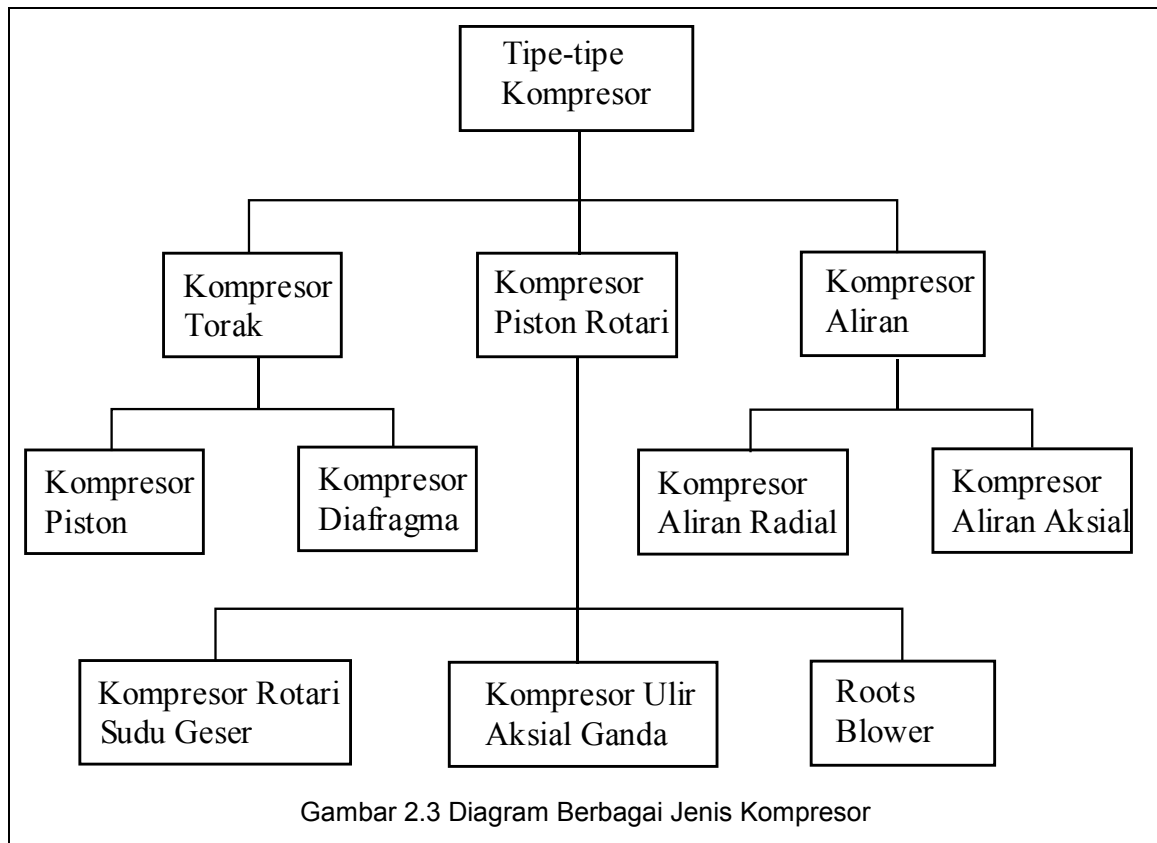 Tipe-tipe
Kompresor
Kompresor
Torak
Kompresor
Piston Rotari
Kompresor
Aliran
Kompresor
Piston
Kompresor
Diafragma
Kompresor
Aliran Radial
Kompresor
Aliran Aksial
Kompresor Rotari
Sudu Geser
Kompresor Ulir
Aksial Ganda
Roots
Blower
Gambar 2.3 Diagram Berbagai Jenis Kompresor